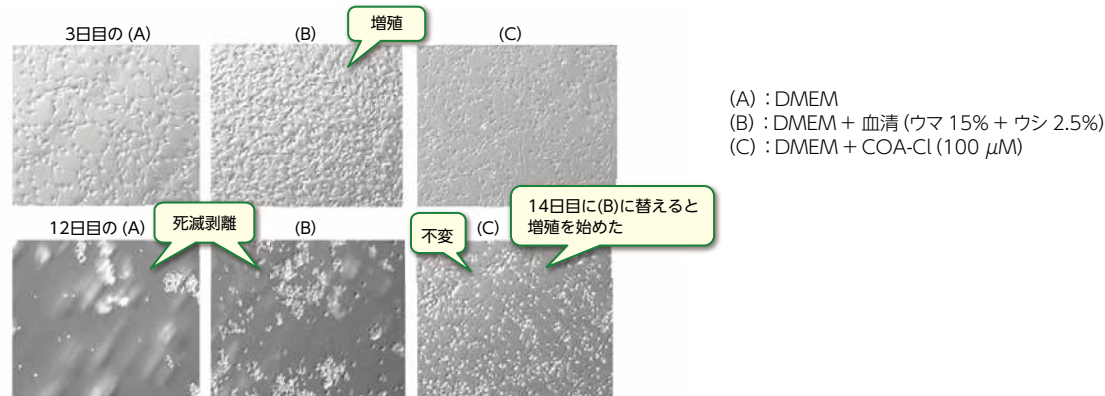 3日目の (A)
(B)
増殖
(C)
(A) : DMEM
(B) : DMEM + 血清 (ウマ 15% + ウシ 2.5%)
(C) : DMEM + COA-Cl (100 μM)
12日目の (A)
死滅剥離
(B)
不変
(C)
14日目に(B)に替えると
増殖を始めた